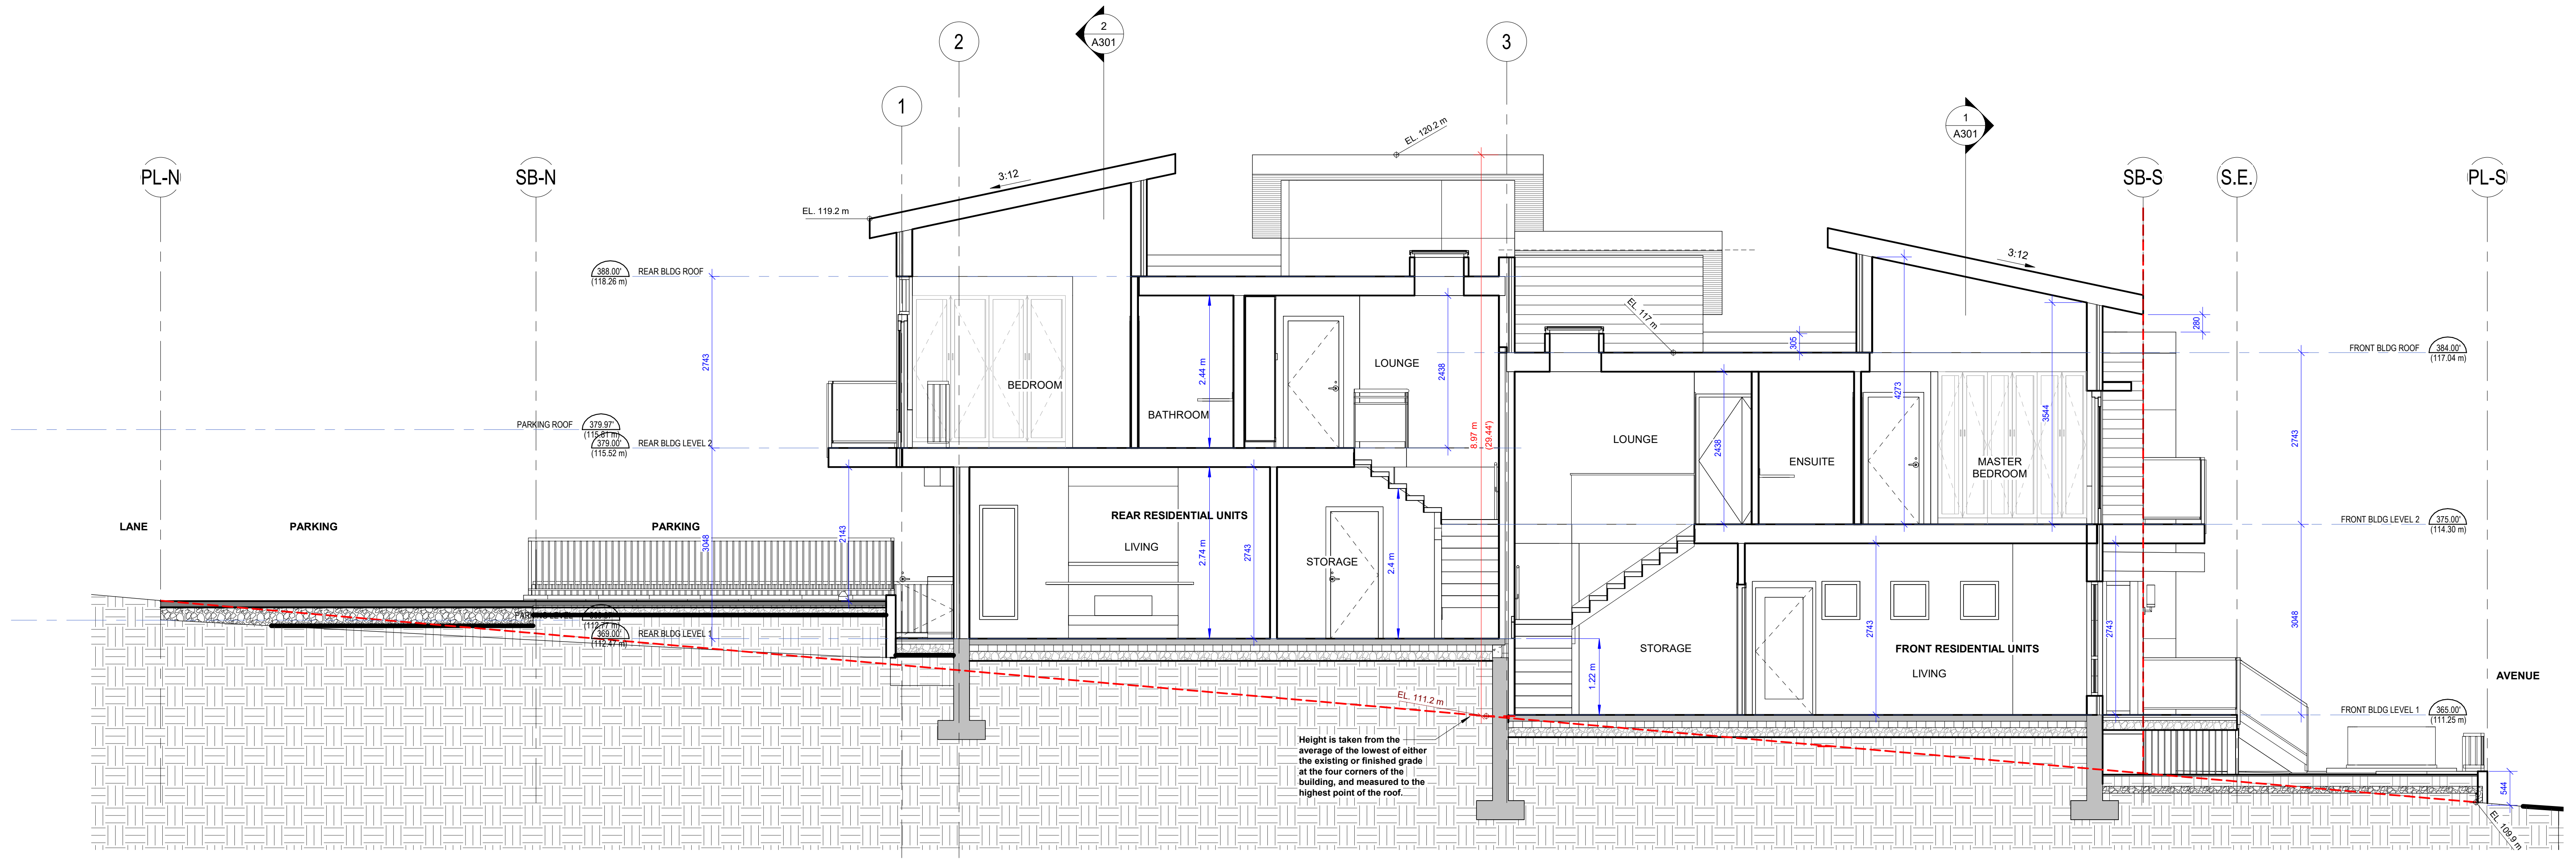 2
A301
2
3
1
1
A301
PL-N
SB-N
SB-S
S.E.
PL-S
EL. 120.2 m
3:12
EL. 119.2 m
3:12
388.00'
(118.26 m)
REAR BLDG ROOF
EL. 117 m
280
305
FRONT BLDG ROOF
384.00'
(117.04 m)
2743
BEDROOM
2.44 m
BATHROOM
LOUNGE
2438
4273
3544
PARKING ROOF
379.97'
(115.81 m)
379.00'
(115.52 m)
REAR BLDG LEVEL 2
8.97 m
(29.44')
LOUNGE
2438
ENSUITE
MASTER
BEDROOM
2743
LANE
PARKING
PARKING
3048
2143
REAR RESIDENTIAL UNITS
LIVING
2.74 m
2743
STORAGE
2.4 m
FRONT BLDG LEVEL 2
375.00'
(114.30 m)
(112.77 m)
369.00'
(112.47 m)
REAR BLDG LEVEL 1
1.22 m
STORAGE
2743
FRONT RESIDENTIAL UNITS
LIVING
2743
3048
AVENUE
EL. 111.2 m
FRONT BLDG LEVEL 1
365.00'
(111.25 m)
Height is taken from the
average of the lowest of either
the existing or finished grade
at the four corners of the
building, and measured to the
highest point of the roof.
544
EL. 109.9 m